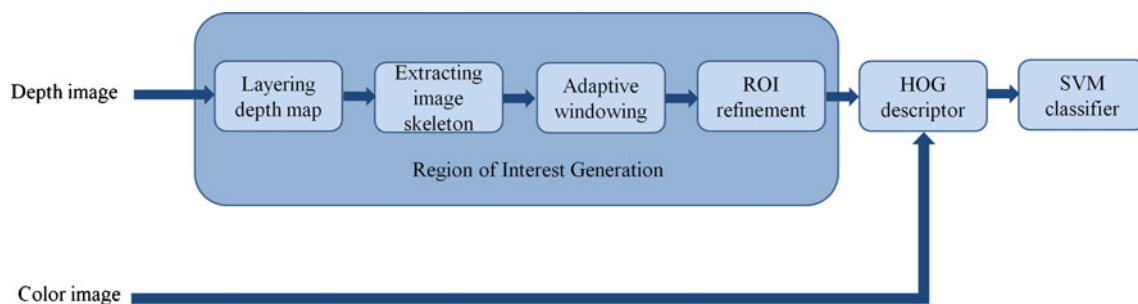 Depth image
Layering
depth map
Extracting
image
skeleton
Adaptive
windowing
ROI
refinement
HOG
descriptor
SVM
classifier
Region of Interest Generation
Color image